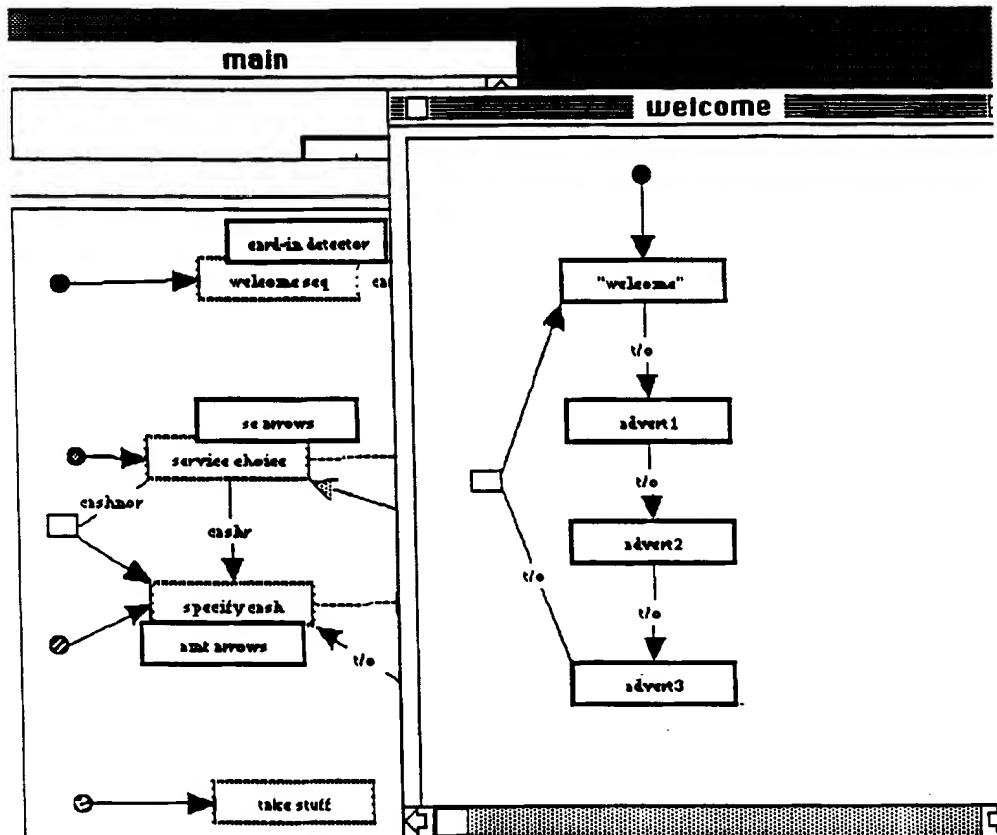 main
welcome
card-in detector
welcome seq
ca
sc arrows
service choice
cashnor
cashr
specify cash
amt arrows
t/o
take stuff
"welcome"
t/o
advert1
t/o
advert2
t/o
t/o
advert3